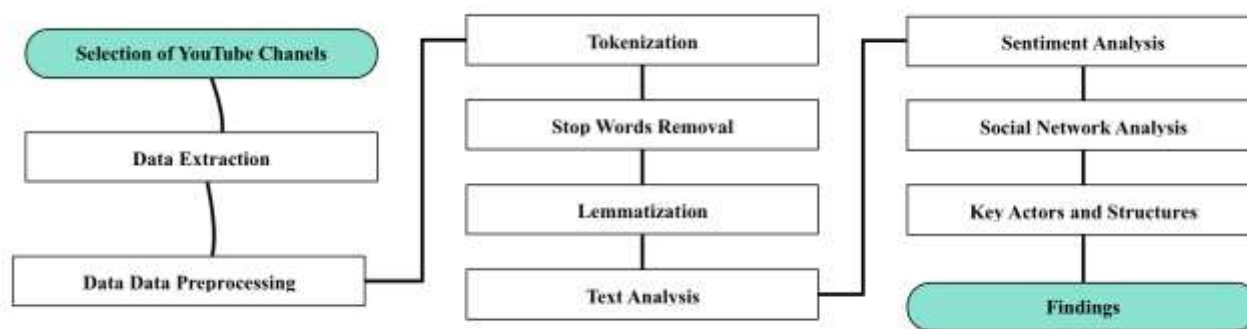 Selection of YouTube Chanels
Data Extraction
Data Data Preprocessing
Tokenization
Stop Words Removal
Lemmatization
Text Analysis
Sentiment Analysis
Social Network Analysis
Key Actors and Structures
Findings